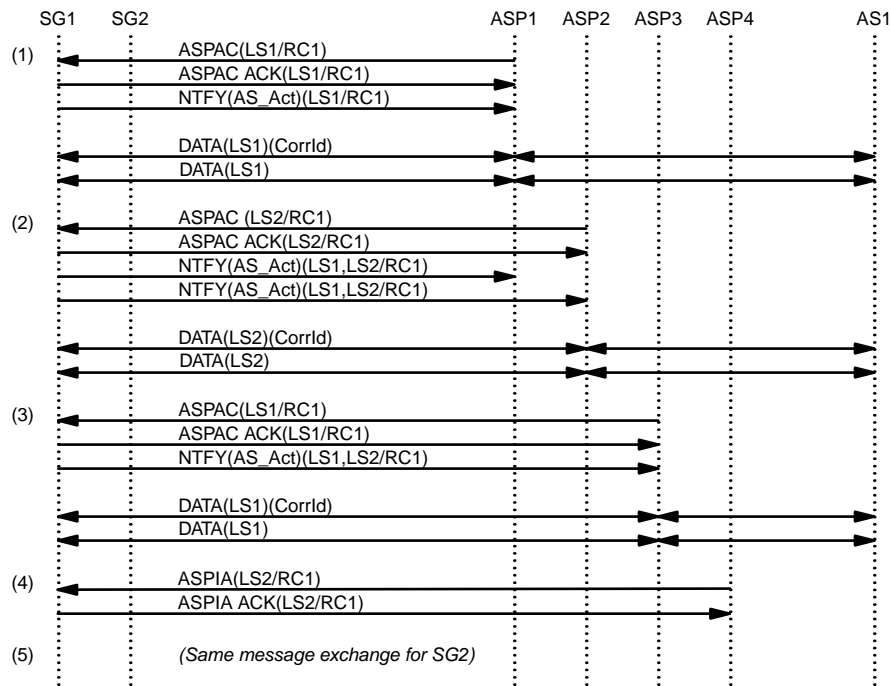 SG1 SG2 ASP1 ASP2 ASP3 ASP4 AS1
(1) ASPAC(LS1/RC1)
ASPAC ACK(LS1/RC1)
NTFY(AS_Act)(LS1/RC1)
DATA(LS1)(CorrId)
DATA(LS1)
(2) ASPAC (LS2/RC1)
ASPAC ACK(LS2/RC1)
NTFY(AS_Act)(LS1,LS2/RC1)
NTFY(AS_Act)(LS1,LS2/RC1)
DATA(LS2)(CorrId)
DATA(LS2)
(3) ASPAC(LS1/RC1)
ASPAC ACK(LS1/RC1)
NTFY(AS_Act)(LS1,LS2/RC1)
DATA(LS1)(CorrId)
DATA(LS1)
(4) ASPIA(LS2/RC1)
ASPIA ACK(LS2/RC1)
(5) (Same message exchange for SG2)